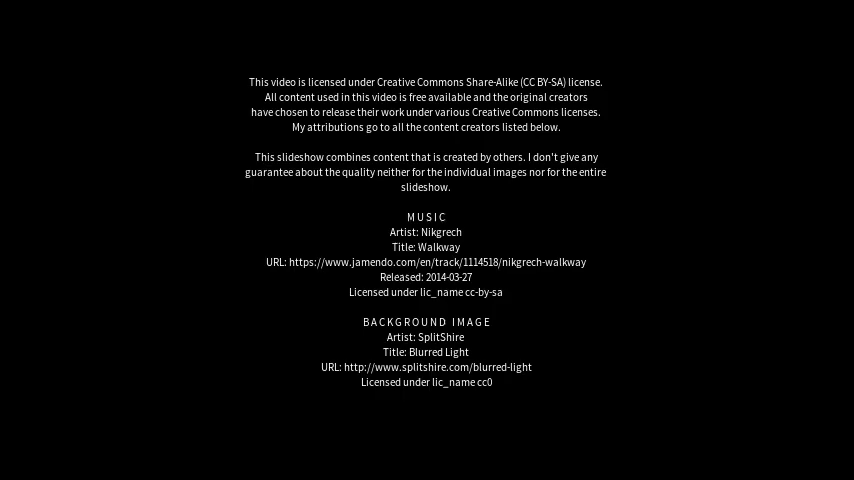 This video is licensed under Creative Commons Share-Alike (CC BY-SA) license.
All content used in this video is free available and the original creators
have chosen to release their work under various Creative Commons licenses.
My attributions go to all the content creators listed below.
This slideshow combines content that is created by others. I don't give any
guarantee about the quality neither for the individual images nor for the entire
slideshow.
MUSIC
Artist: Nikgrech
Title: Walkway
URL: https://www.jamendo.com/en/track/1114518/nikgrech-walkway
Released: 2014-03-27
Licensed under lic_name cc-by-sa
BACKGROUND IMAGE
Artist: SplitShire
Title: Blurred Light
URL: http://www.splitshire.com/blurred-light
Licensed under lic_name cc0